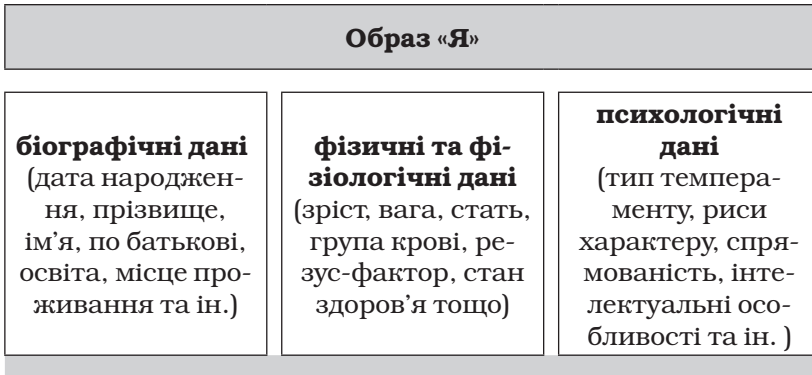 Образ «Я»
біографічні дані
(дата народжен-
ня, прізвище,
ім’я, по батькові,
освіта, місце про-
живання та ін.)
фізичні та фі-
зіологічні дані
(зріст, вага, стать,
група крові, ре-
зус-фактор, стан
здоров’я тощо)
психологічні
дані
(тип темпера-
менту, риси
характеру, спря-
мованість, інте-
лектуальні осо-
бливості та ін. )